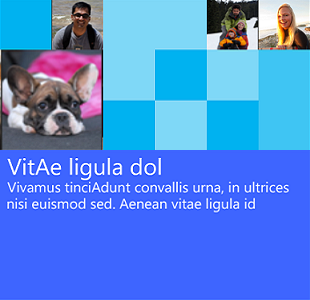 VitAe ligula dol
Vivamus tinciAdunt convallis urna, in ultrices
nisi euismod sed. Aenean vitae ligula id